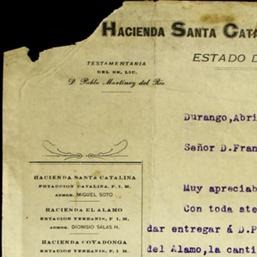 HACIENDA SANTA CATA
ESTADO D
TESTAMENTARIA
DEL SR. LIC.
D. Pablo Martínez del Río
Durango, Abri
Señor D. Fran
HACIENDA SANTA CATALINA
ESTACION CATALINA, F. I. M.
ADMOR. MIGUEL SOTO
HACIENDA EL ALAMO
ESTACION YERBANIS, F. I. M.
ADMOR. DIONISIO SALAS H.
HACIENDA COVADONGA
ESTACION YERBANIS, F. I. M.
Muy apreciab
Con toda ate
dar entregar á D.P
del Alamo, la canti